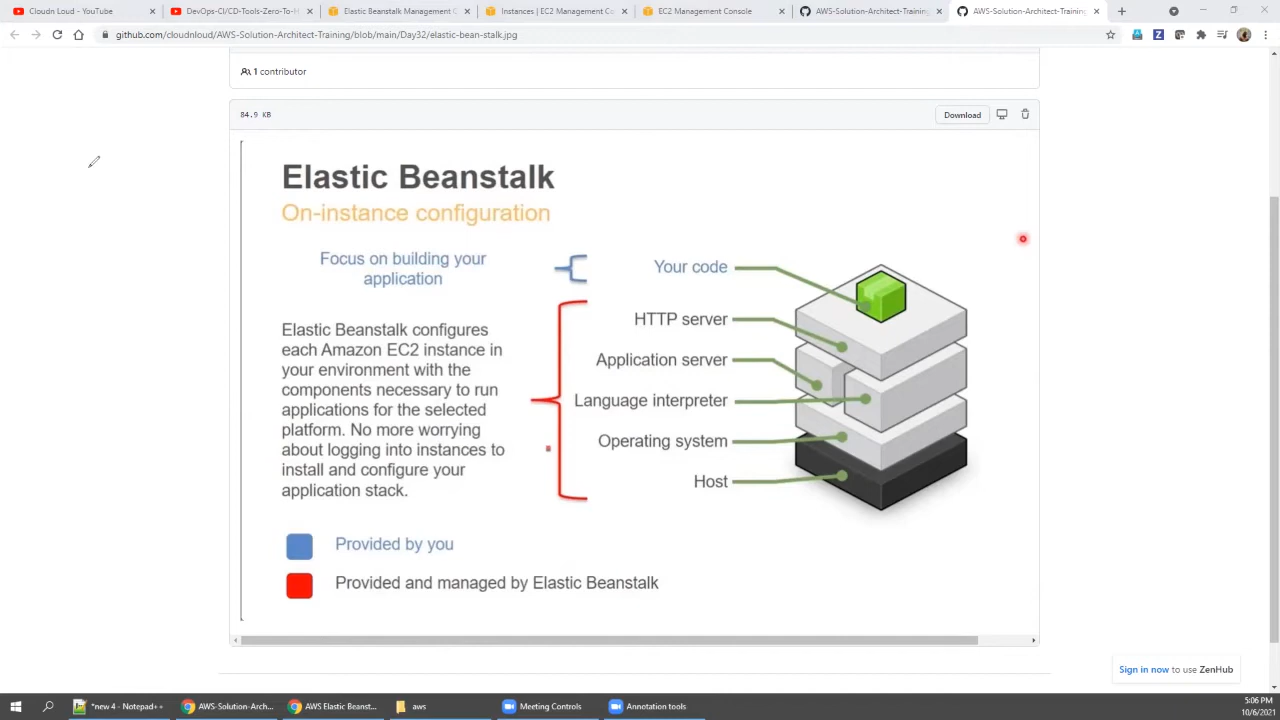 Cloudn Loud - YouTube
DevOps-CI/CD-Tools-Zero-To-H
Elastic Beanstalk Management C
Instances | EC2 Management Co
EC2 Management Console
AWS-Solution-Architect-Training
AWS-Solution-Architect-Training
github.com/cloudnloud/AWS-Solution-Architect-Training/blob/main/Day32/elastic-bean-stalk.jpg
1 contributor
84.9 KB
Download
Elastic Beanstalk
On-instance configuration
Focus on building your
application
Elastic Beanstalk configures
each Amazon EC2 instance in
your environment with the
components necessary to run
applications for the selected
platform. No more worrying
about logging into instances to
install and configure your
application stack.
Your code
HTTP server
Application server
Language interpreter
Operating system
Host
Provided by you
Provided and managed by Elastic Beanstalk
Sign in now to use ZenHub
*new 4 - Notepad++
AWS-Solution-Arch...
AWS Elastic Beanst...
aws
Meeting Controls
Annotation tools
5:06 PM
10/6/2021